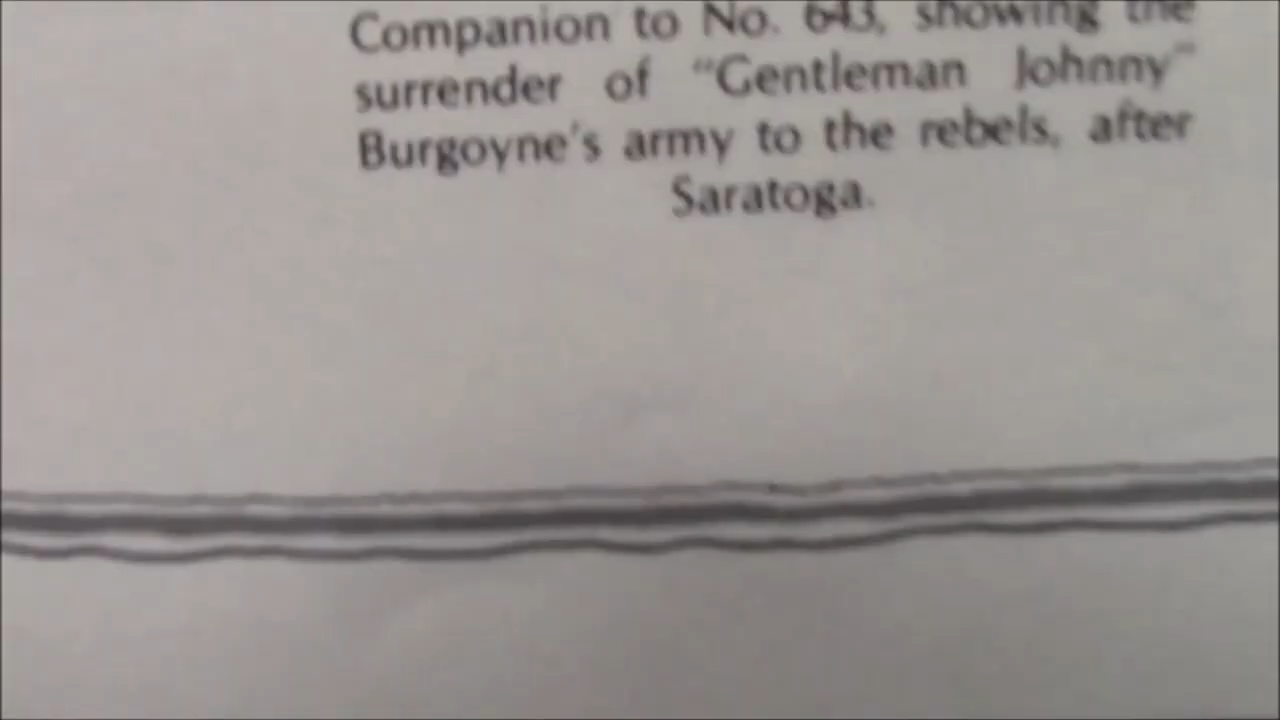 Companion to No. 643, showing the
surrender of "Gentleman Johnny"
Burgoyne's army to the rebels, after
Saratoga.